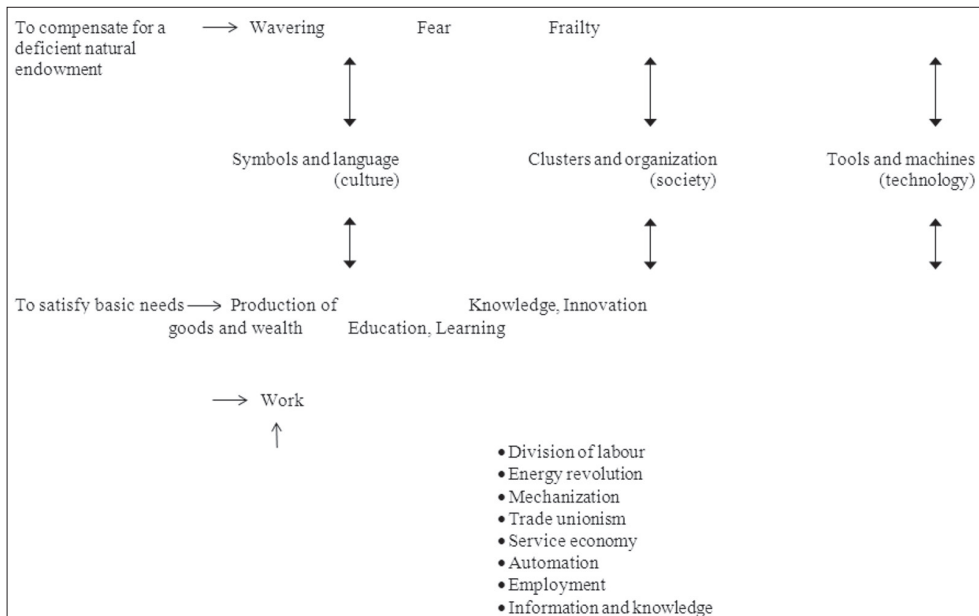 To compensate for a → Wavering Fear Frailty
deficient natural
endowment
Symbols and language Clusters and organization Tools and machines
(culture) (society) (technology)
To satisfy basic needs → Production of Knowledge, Innovation
goods and wealth Education, Learning
→ Work
↑
• Division of labour
• Energy revolution
• Mechanization
• Trade unionism
• Service economy
• Automation
• Employment
• Information and knowledge